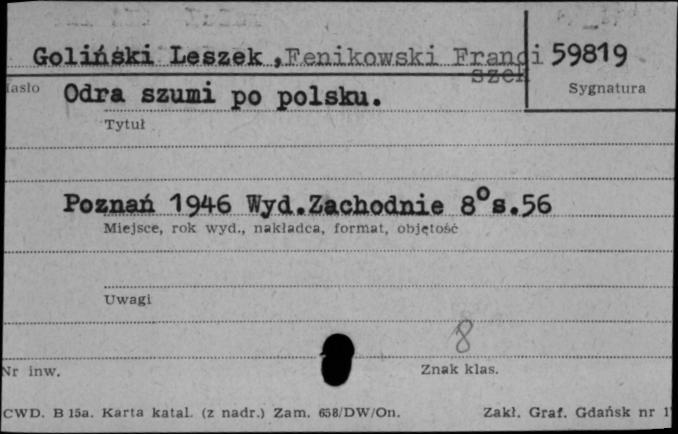 Goliński Leszek ,Fenikowski Franci 59819
szek
Hasło Odra szumi po polsku. Sygnatura
Tytuł
Poznań 1946 Wyd.Zachodnie 8° s.56
Miejsce, rok wyd., nakładca, format, objętość
Uwagi
8
Nr inw. Znak klas.
CWD. B 15a. Karta katal. (z nadr.) Zam. 658/DW/On. Zakł. Graf. Gdańsk nr